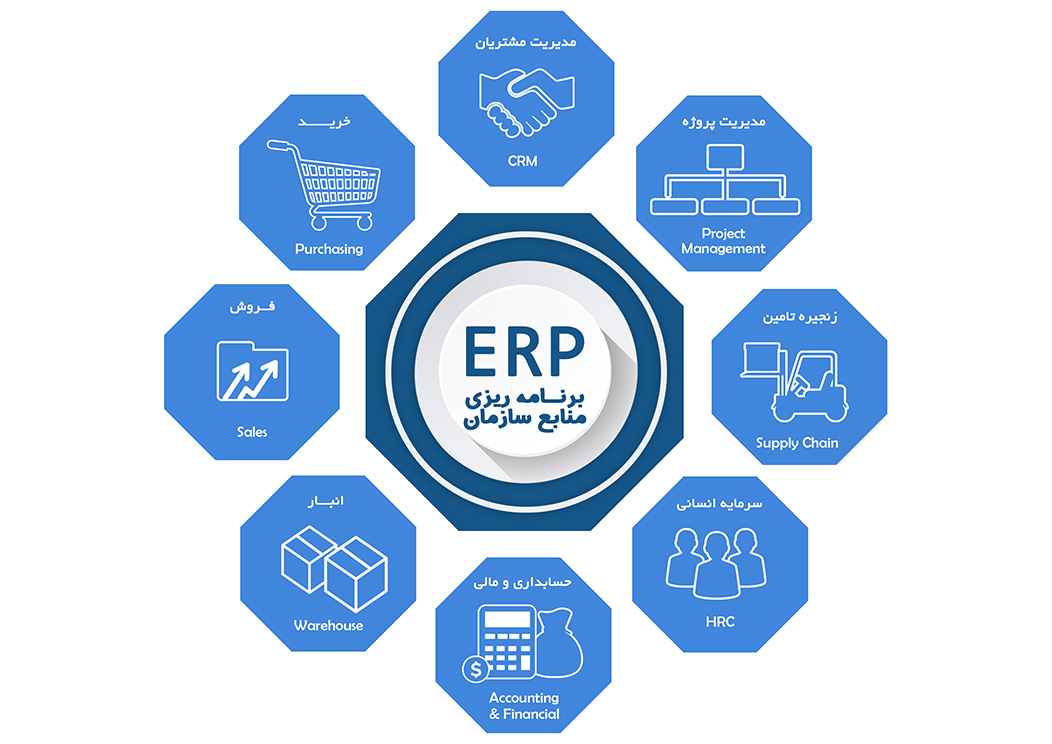 مدیریت مشتریان
CRM
مدیریت پروژه
Project
Management
زنجیره تامین
Supply Chain
سرمایه انسانی
HRC
حسابداری و مالی
$
Accounting
& Financial
انبار
Warehouse
فروش
Sales
خرید
Purchasing
ERP
برنامه ریزی
منابع سازمان